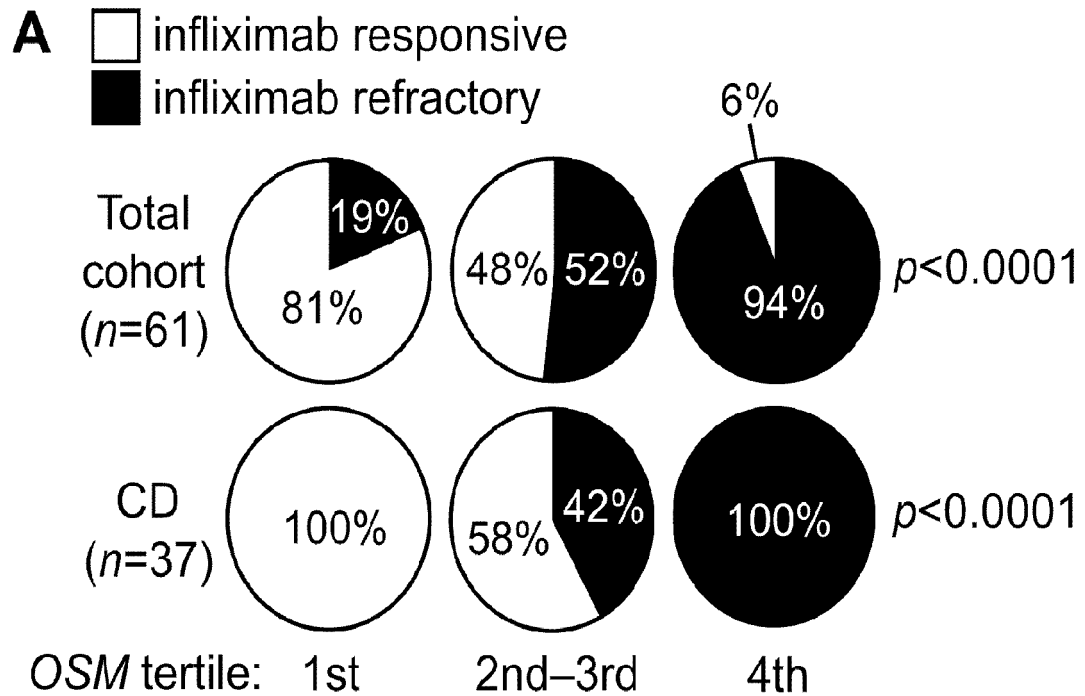 A
infliximab responsive
infliximab refractory
6%
Total
cohort
(n=61)
19%
81%
48%
52%
94%
p<0.0001
CD
(n=37)
100%
58%
42%
100%
p<0.0001
OSM tertile: 1st 2nd–3rd 4th